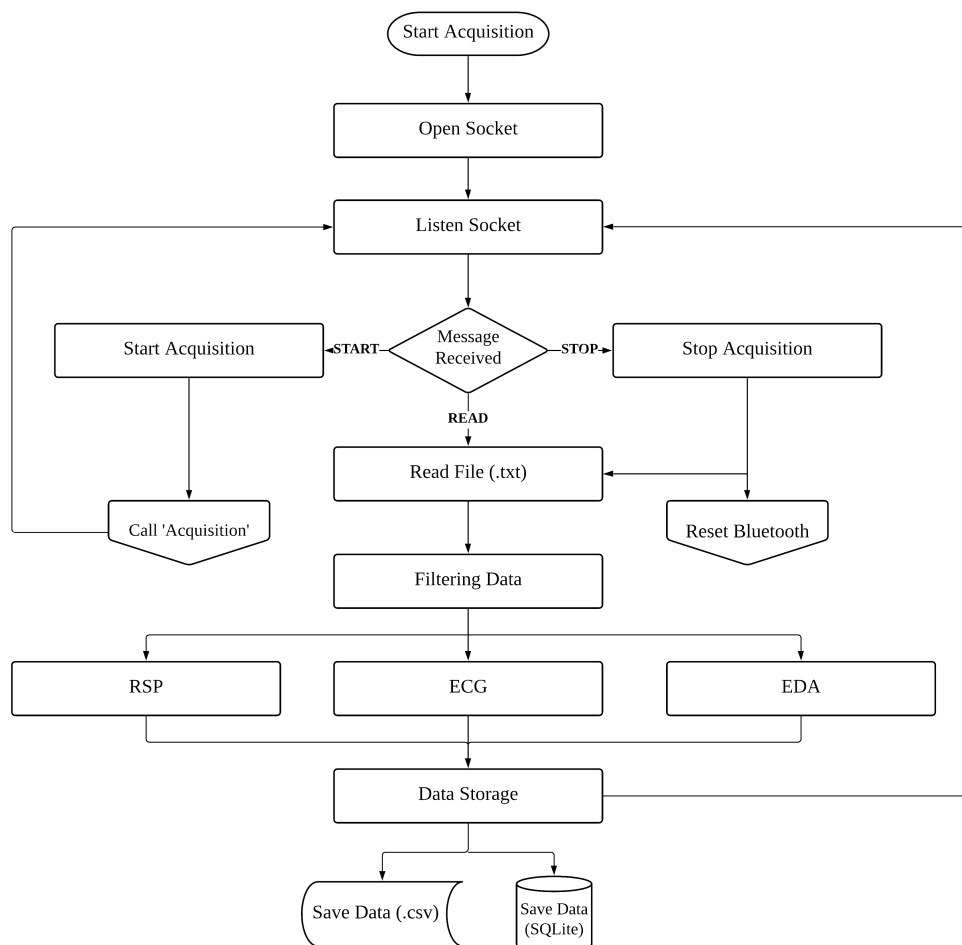 Start Acquisition
Open Socket
Listen Socket
Message
Received
START
STOP
Start Acquisition
Stop Acquisition
READ
Read File (.txt)
Call 'Acquisition'
Reset Bluetooth
Filtering Data
RSP
ECG
EDA
Data Storage
Save Data (.csv)
Save Data
(SQLite)